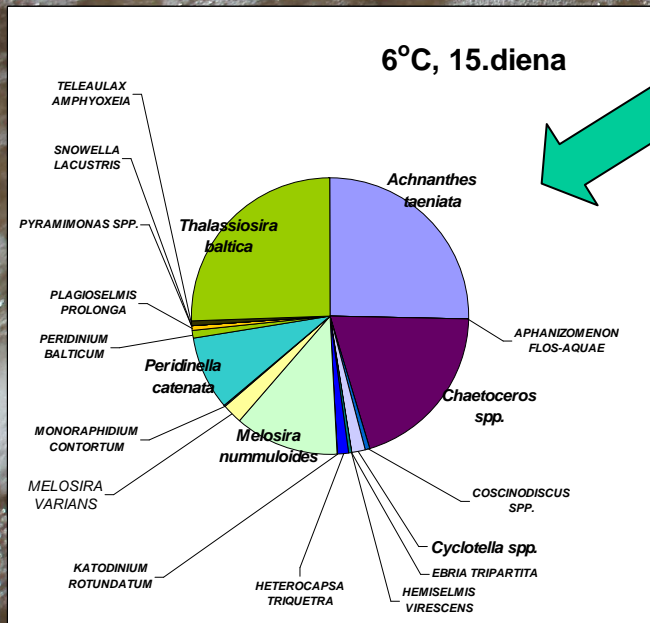 6°C, 15.diena
TELEAULAX
AMPHYOXEIA
SNOWELLA
LACUSTRIS
PYRAMIMONAS SPP.
PLAGIOSELMIS
PROLONGA
PERIDINIUM
BALTICUM
Thalassiosira
baltica
Achnanthes
taeniata
APHANIZOMENON
FLOS-AQUAE
Peridinella
catenata
Chaetoceros
spp.
MONORAPHIDIUM
CONTORTUM
Melosira
nummuloides
MELOSIRA
VARIANS
COSCINODISCUS
SPP.
Cyclotella spp.
EBRIA TRIPARTITA
KATODINIUM
ROTUNDATUM
HETEROCAPSA
TRIQUETRA
HEMISELMIS
VIRESCENS